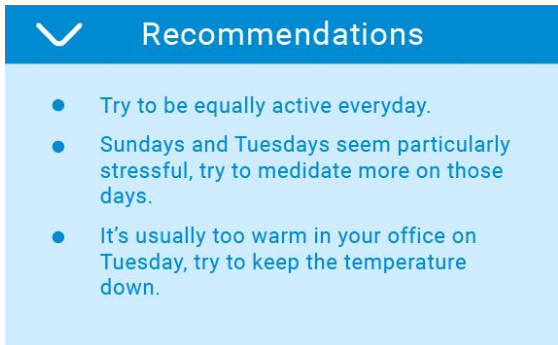 Recommendations
Try to be equally active everyday.
Sundays and Tuesdays seem particularly
stressful, try to medidate more on those
days.
It's usually too warm in your office on
Tuesday, try to keep the temperature
down.